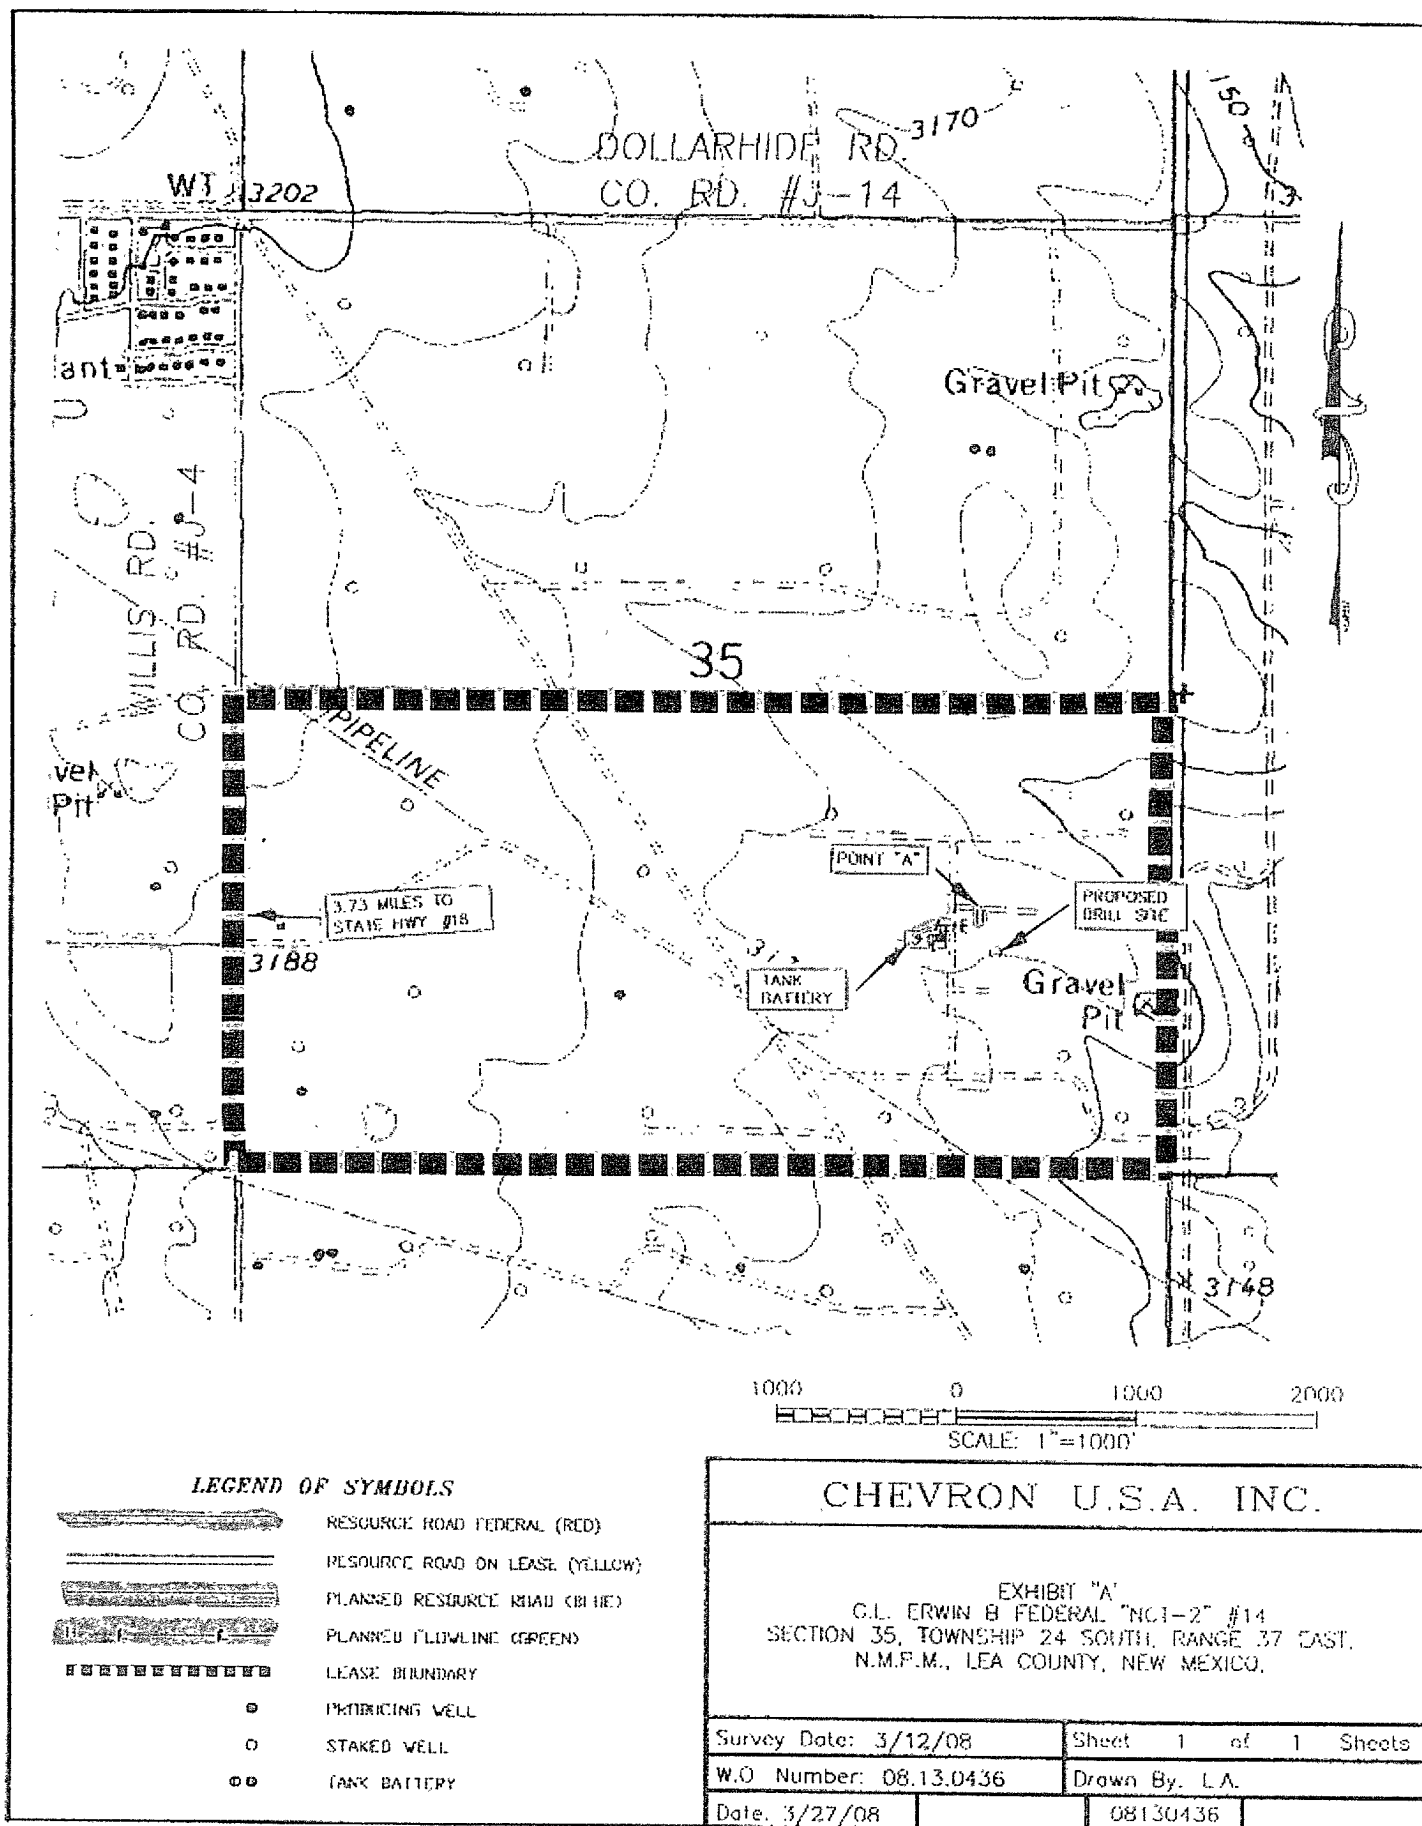 DOLLARHIDE RD.
CO. RD. #J-14
3170
150
WT
3202
ant
U
Gravel Pit
WILLIS RD.
CO. RD. #J-4
35
PIPELINE
vel
Pit
POINT "A"
3.73 MILES TO
STATE HWY #18
PROPOSED
DRILL SITE
3188
TANK
BATTERY
Gravel
Pit
3148
1000 0 1000 2000
SCALE: 1"=1000'
LEGEND OF SYMBOLS
RESOURCE ROAD FEDERAL (RED)
RESOURCE ROAD ON LEASE (YELLOW)
PLANNED RESOURCE ROAD (BLUE)
PLANNED FLOWLINE (GREEN)
LEASE BOUNDARY
PRODUCING WELL
STAKED WELL
TANK BATTERY
CHEVRON U.S.A. INC.
EXHIBIT "A"
C.L. ERWIN B FEDERAL "NCT-2" #14
SECTION 35, TOWNSHIP 24 SOUTH, RANGE 37 EAST,
N.M.P.M., LEA COUNTY, NEW MEXICO.
Survey Date: 3/12/08
Sheet 1 of 1 Sheets
W.O Number: 08.13.0436
Drawn By. L.A.
Date. 3/27/08
08130436